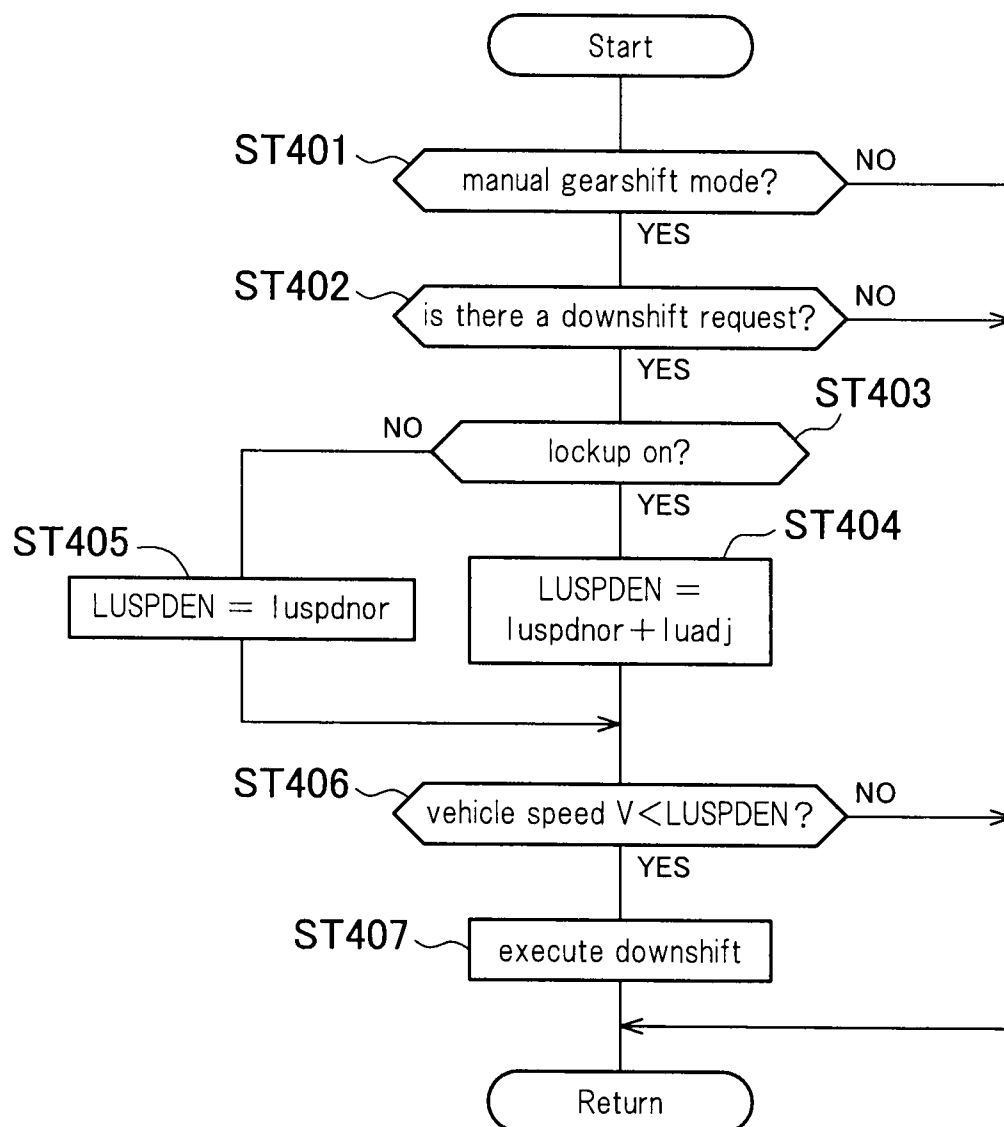 Start
ST401
manual gearshift mode?
NO
YES
ST402
is there a downshift request?
NO
YES
ST403
NO
lockup on?
YES
ST404
ST405
LUSPDEN = luspdnor
LUSPDEN =
luspdnor+luadj
ST406
vehicle speed V<LUSPDEN?
NO
YES
ST407
execute downshift
Return